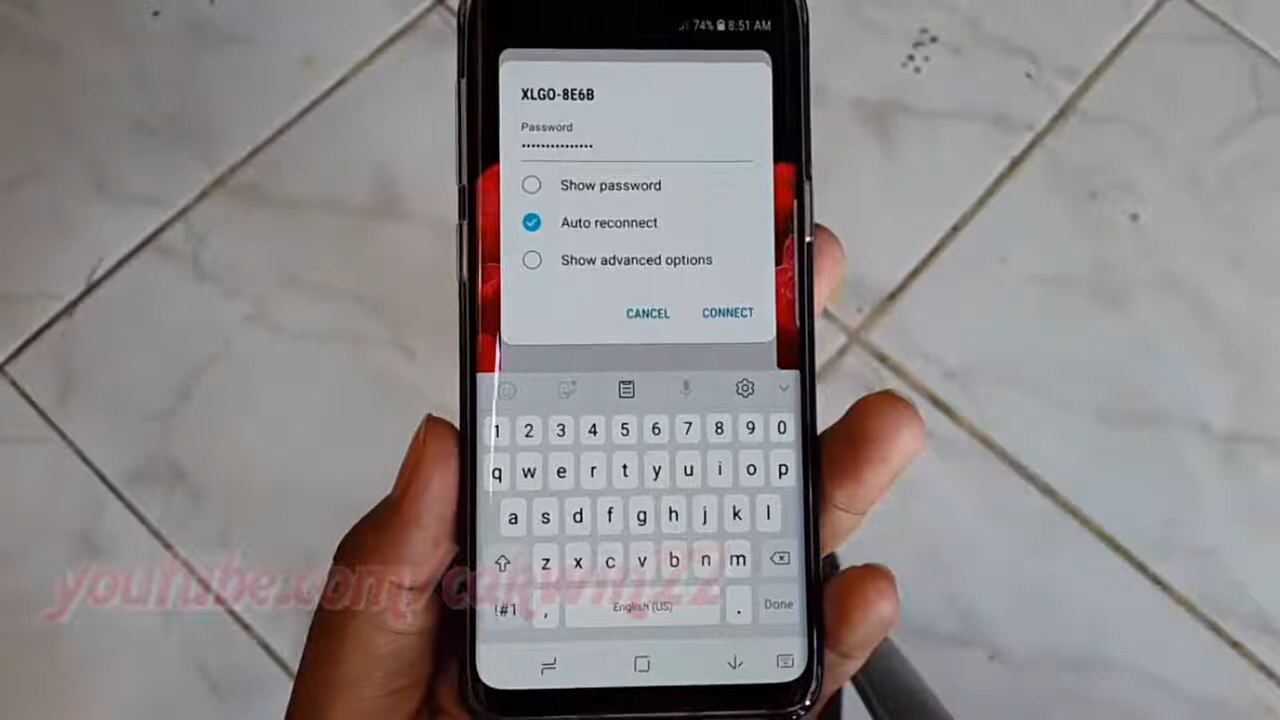 74% 8:51 AM
XLGO-8E6B
Password
•••••••••••••••
Show password
Auto reconnect
Show advanced options
CANCEL CONNECT
1 2 3 4 5 6 7 8 9 0
q w e r t y u i o p
a s d f g h j k l
z x c v b n m
!#1 , English (US) . Done